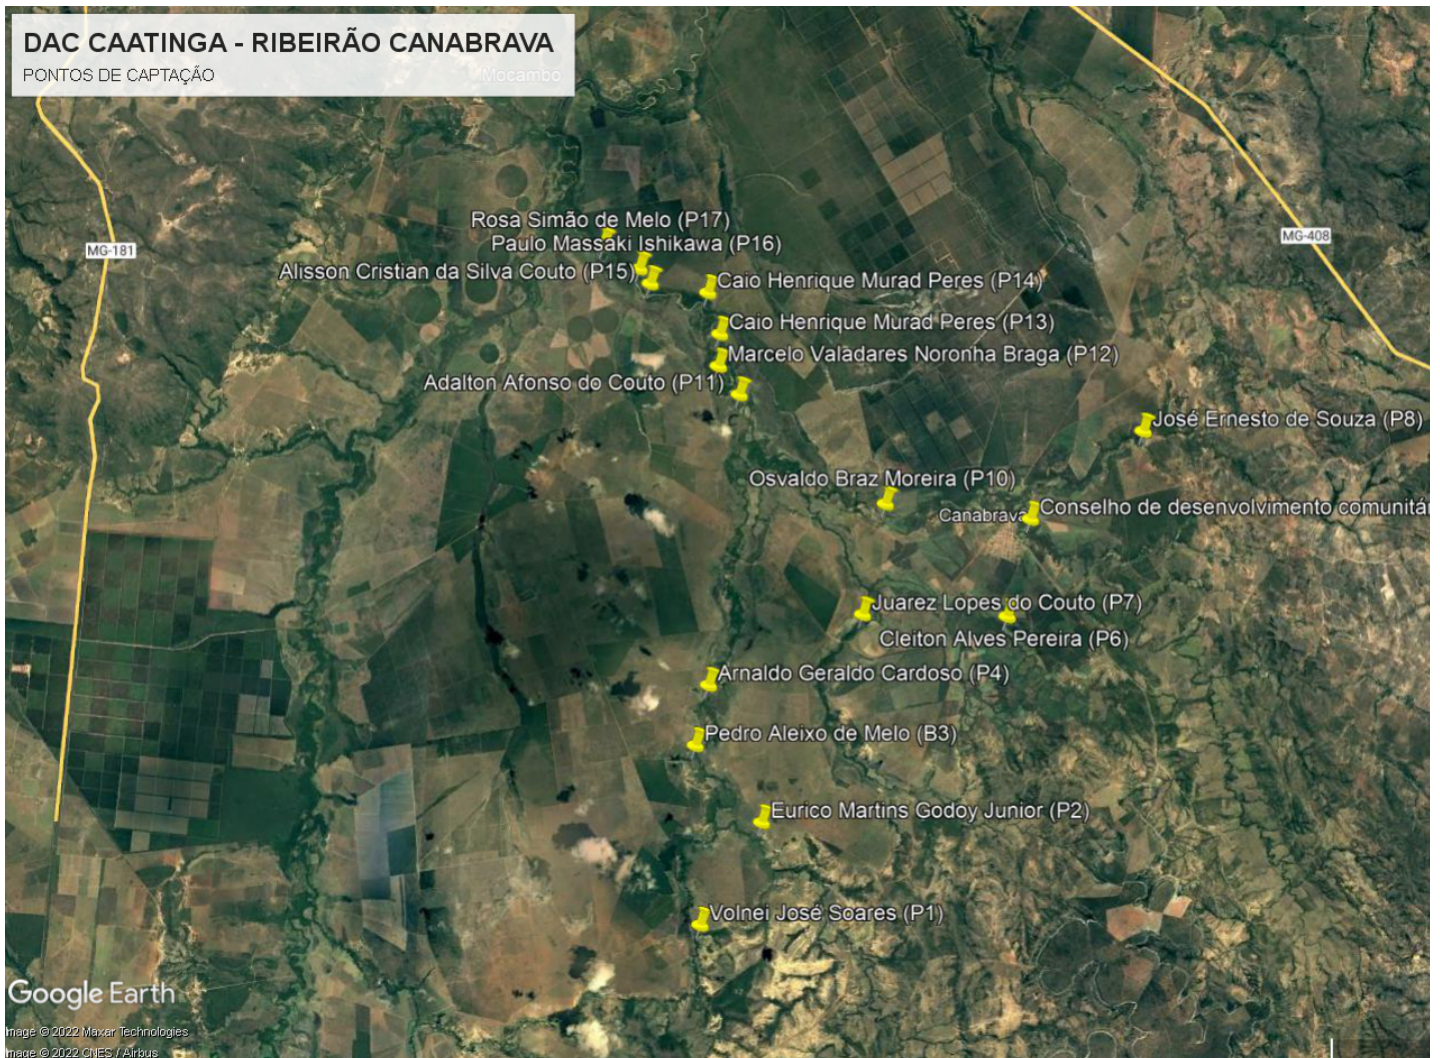 DAC CAATINGA - RIBEIRÃO CANABRAVA
PONTOS DE CAPTAÇÃO
Mocambo
Rosa Simão de Melo (P17)
MG-408
Paulo Massaki Ishikawa (P16)
MG-181
Alisson Cristian da Silva Couto (P15)
Caio Henrique Murad Peres (P14)
Caio Henrique Murad Peres (P13)
Marcelo Valadares Noronha Braga (P12)
Adalton Afonso do Couto (P11)
José Ernesto de Souza (P8)
Osvaldo Braz Moreira (P10)
Canabrava
Conselho de desenvolvimento comunitár
Juarez Lopes do Couto (P7)
Cleiton Alves Pereira (P6)
Arnaldo Geraldo Cardoso (P4)
Pedro Aleixo de Melo (B3)
Eurico Martins Godoy Junior (P2)
Volnei José Soares (P1)
Google Earth
mage © 2022 Maxar Technologies
mage © 2022 CNES / Airbus